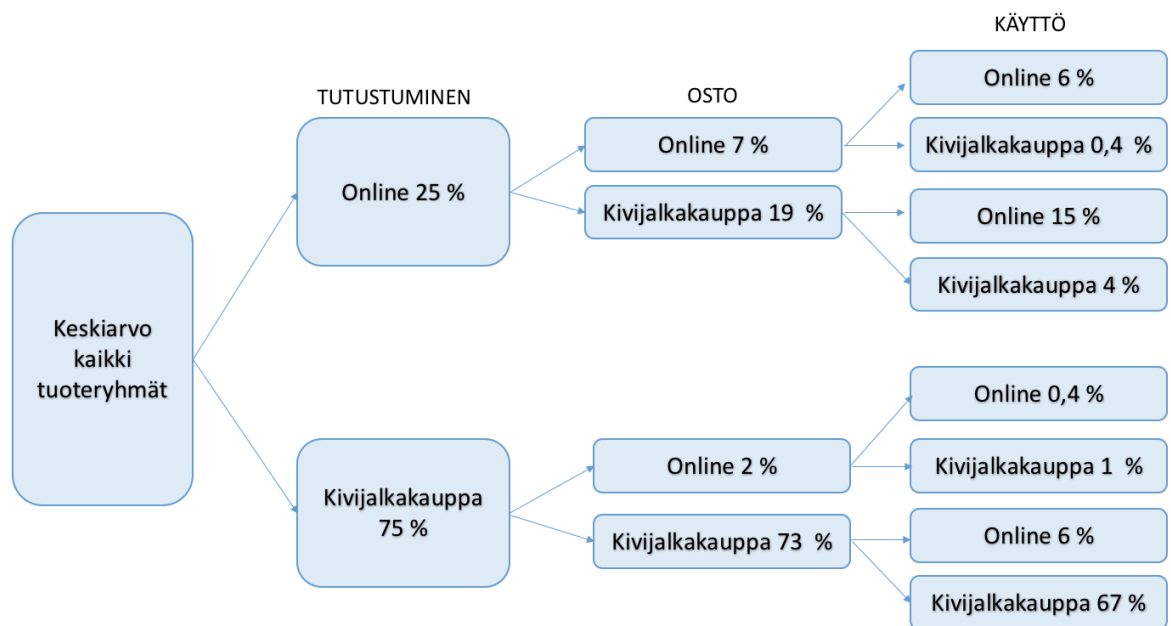 KÄYTTÖ
TUTUSTUMINEN
OSTO
Keskiarvo
kaikki
tuoteryhmät
Online 25 %
Online 7 %
Online 6 %
Kivijalkakauppa 0,4 %
Kivijalkakauppa 19 %
Online 15 %
Kivijalkakauppa 4 %
Kivijalkakauppa
75 %
Online 2 %
Online 0,4 %
Kivijalkakauppa 1 %
Kivijalkakauppa 73 %
Online 6 %
Kivijalkakauppa 67 %